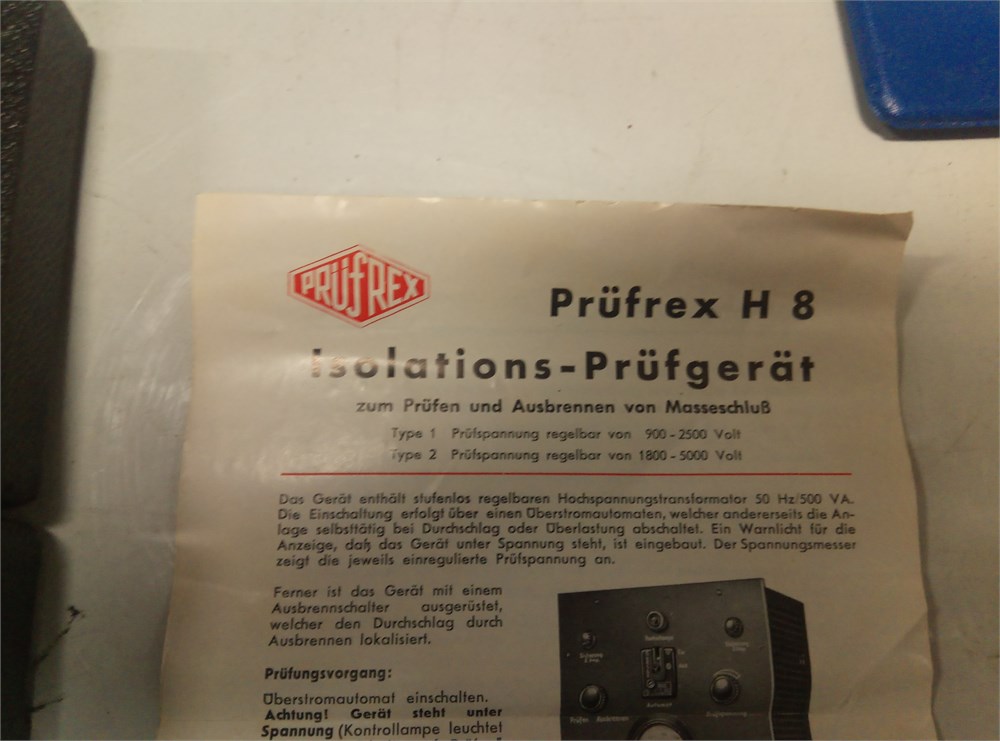 PRÜFREX
Prüfrex H 8
Isolations-Prüfgerät
zum Prüfen und Ausbrennen von Masseschluß
Type 1 Prüfspannung regelbar von 900-2500 Volt
Type 2 Prüfspannung regelbar von 1800-5000 Volt
Das Gerät enthält stufenlos regelbaren Hochspannungstransformator 50 Hz/500 VA.
Die Einschaltung erfolgt über einen Überstromautomaten, welcher andererseits die An-
lage selbsttätig bei Durchschlag oder Überlastung abschaltet. Ein Warnlicht für die
Anzeige, daß das Gerät unter Spannung steht, ist eingebaut. Der Spannungsmesser
zeigt die jeweils einregulierte Prüfspannung an.
Ferner ist das Gerät mit einem
Ausbrennschalter ausgerüstet,
welcher den Durchschlag durch
Ausbrennen lokalisiert.
Prüfungsvorgang:
Überstromautomat einschalten.
Achtung! Gerät steht unter
Spannung (Kontrollampe leuchtet
Prüfen Ausbrennen